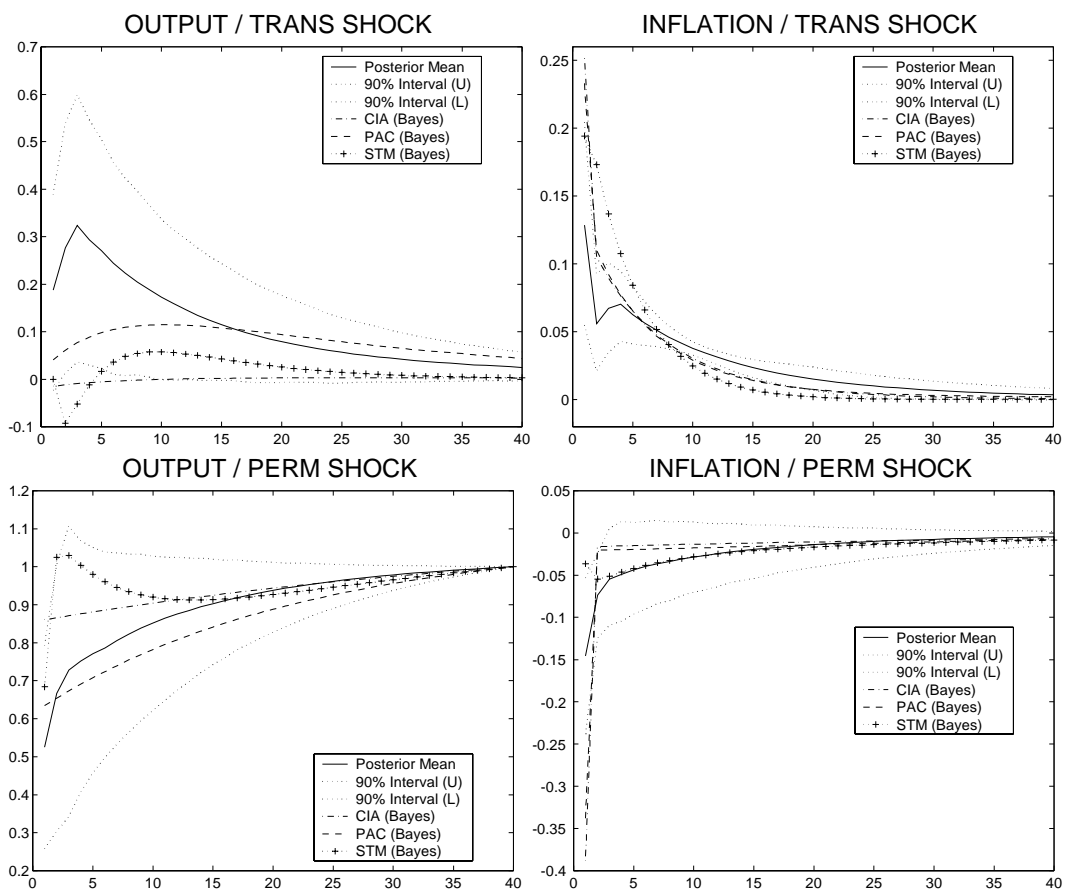 OUTPUT / TRANS SHOCK
0.7
0.6
0.5
0.4
0.3
0.2
0.1
0
-0.1
0 5 10 15 20 25 30 35 40
Posterior Mean
90% Interval (U)
90% Interval (L)
CIA (Bayes)
PAC (Bayes)
STM (Bayes)
INFLATION / TRANS SHOCK
0.25
0.2
0.15
0.1
0.05
0
0 5 10 15 20 25 30 35 40
Posterior Mean
90% Interval (U)
90% Interval (L)
CIA (Bayes)
PAC (Bayes)
STM (Bayes)
OUTPUT / PERM SHOCK
1.2
1.1
1
0.9
0.8
0.7
0.6
0.5
0.4
0.3
0.2
0 5 10 15 20 25 30 35 40
Posterior Mean
90% Interval (U)
90% Interval (L)
CIA (Bayes)
PAC (Bayes)
STM (Bayes)
INFLATION / PERM SHOCK
0.05
0
-0.05
-0.1
-0.15
-0.2
-0.25
-0.3
-0.35
-0.4
0 5 10 15 20 25 30 35 40
Posterior Mean
90% Interval (U)
90% Interval (L)
CIA (Bayes)
PAC (Bayes)
STM (Bayes)